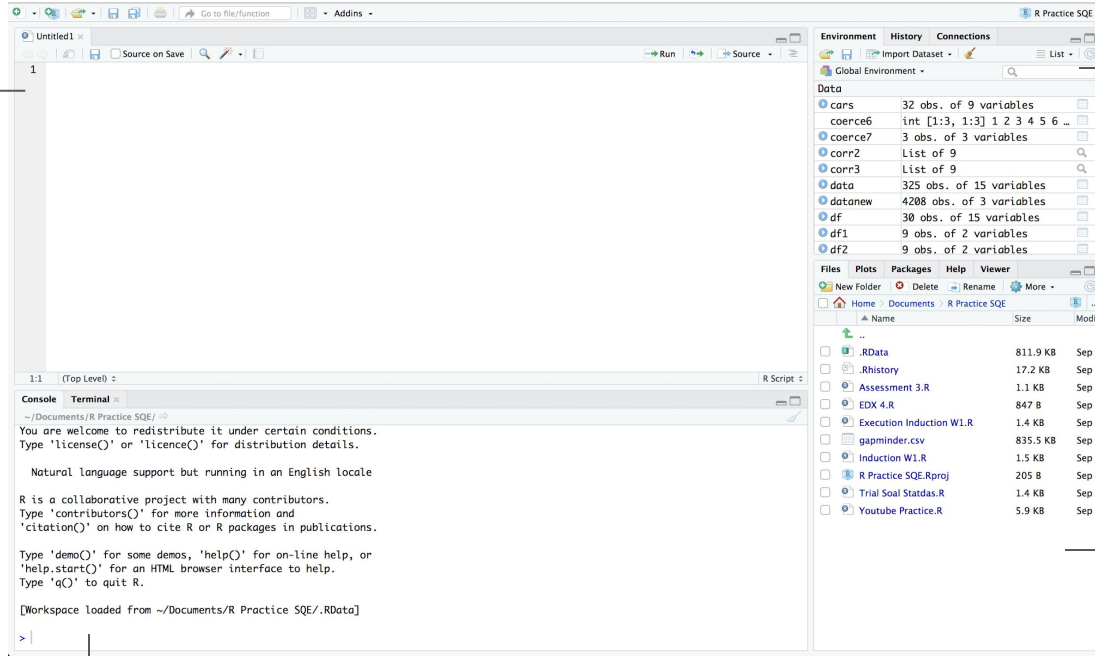 Go to file/function
Addins
R Practice SQE
Untitled1
Source on Save
Run
Source
1
1:1 (Top Level)
R Script
Console Terminal
~/Documents/R Practice SQE/
You are welcome to redistribute it under certain conditions.
Type 'license()' or 'licence()' for distribution details.
Natural language support but running in an English locale
R is a collaborative project with many contributors.
Type 'contributors()' for more information and
'citation()' on how to cite R or R packages in publications.
Type 'demo()' for some demos, 'help()' for on-line help, or
'help.start()' for an HTML browser interface to help.
Type 'q()' to quit R.
[Workspace loaded from ~/Documents/R Practice SQE/.RData]
>
Environment History Connections
Import Dataset List
Global Environment
Data
cars 32 obs. of 9 variables
coerce6 int [1:3, 1:3] 1 2 3 4 5 6 …
coerce7 3 obs. of 3 variables
corr2 List of 9
corr3 List of 9
data 325 obs. of 15 variables
datanew 4208 obs. of 3 variables
df 30 obs. of 15 variables
df1 9 obs. of 2 variables
df2 9 obs. of 2 variables
Files Plots Packages Help Viewer
New Folder Delete Rename More
Home Documents R Practice SQE ...
Name Size Modi
..
.RData 811.9 KB Sep
.Rhistory 17.2 KB Sep
Assessment 3.R 1.1 KB Sep
EDX 4.R 847 B Sep
Execution Induction W1.R 1.4 KB Sep
gapminder.csv 835.5 KB Sep
Induction W1.R 1.5 KB Sep
R Practice SQE.Rproj 205 B Sep
Trial Soal Statdas.R 1.4 KB Sep
Youtube Practice.R 5.9 KB Sep